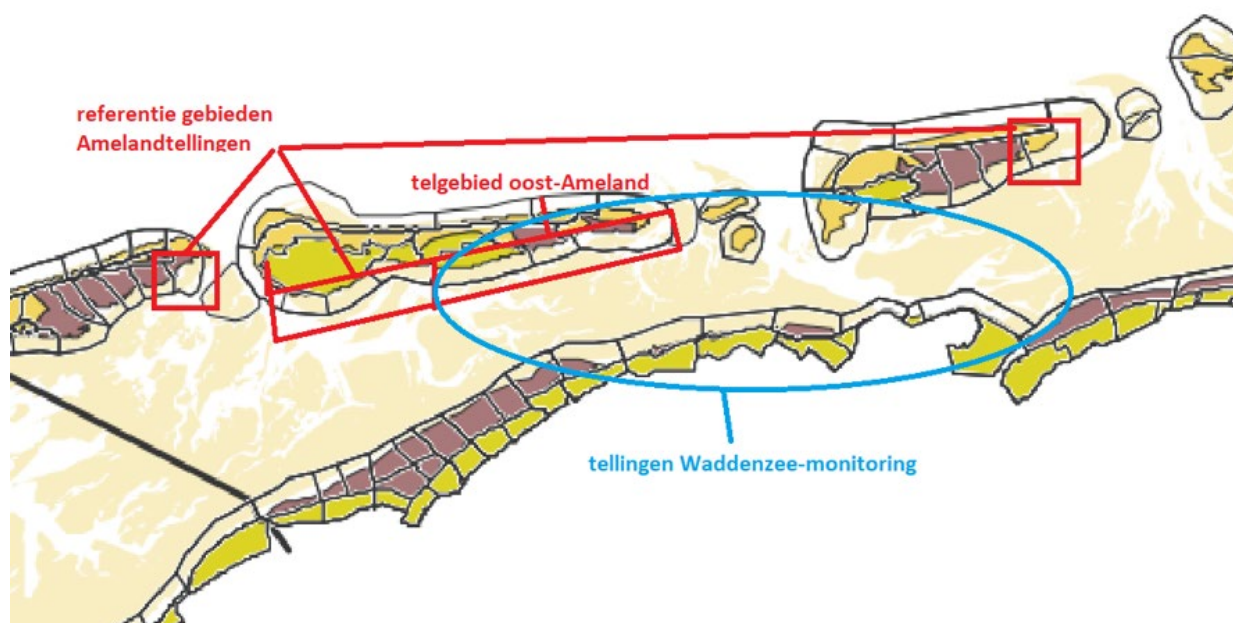 referentie gebieden
Amelandtellingen
telgebied oost-Ameland
tellingen Waddenzee-monitoring